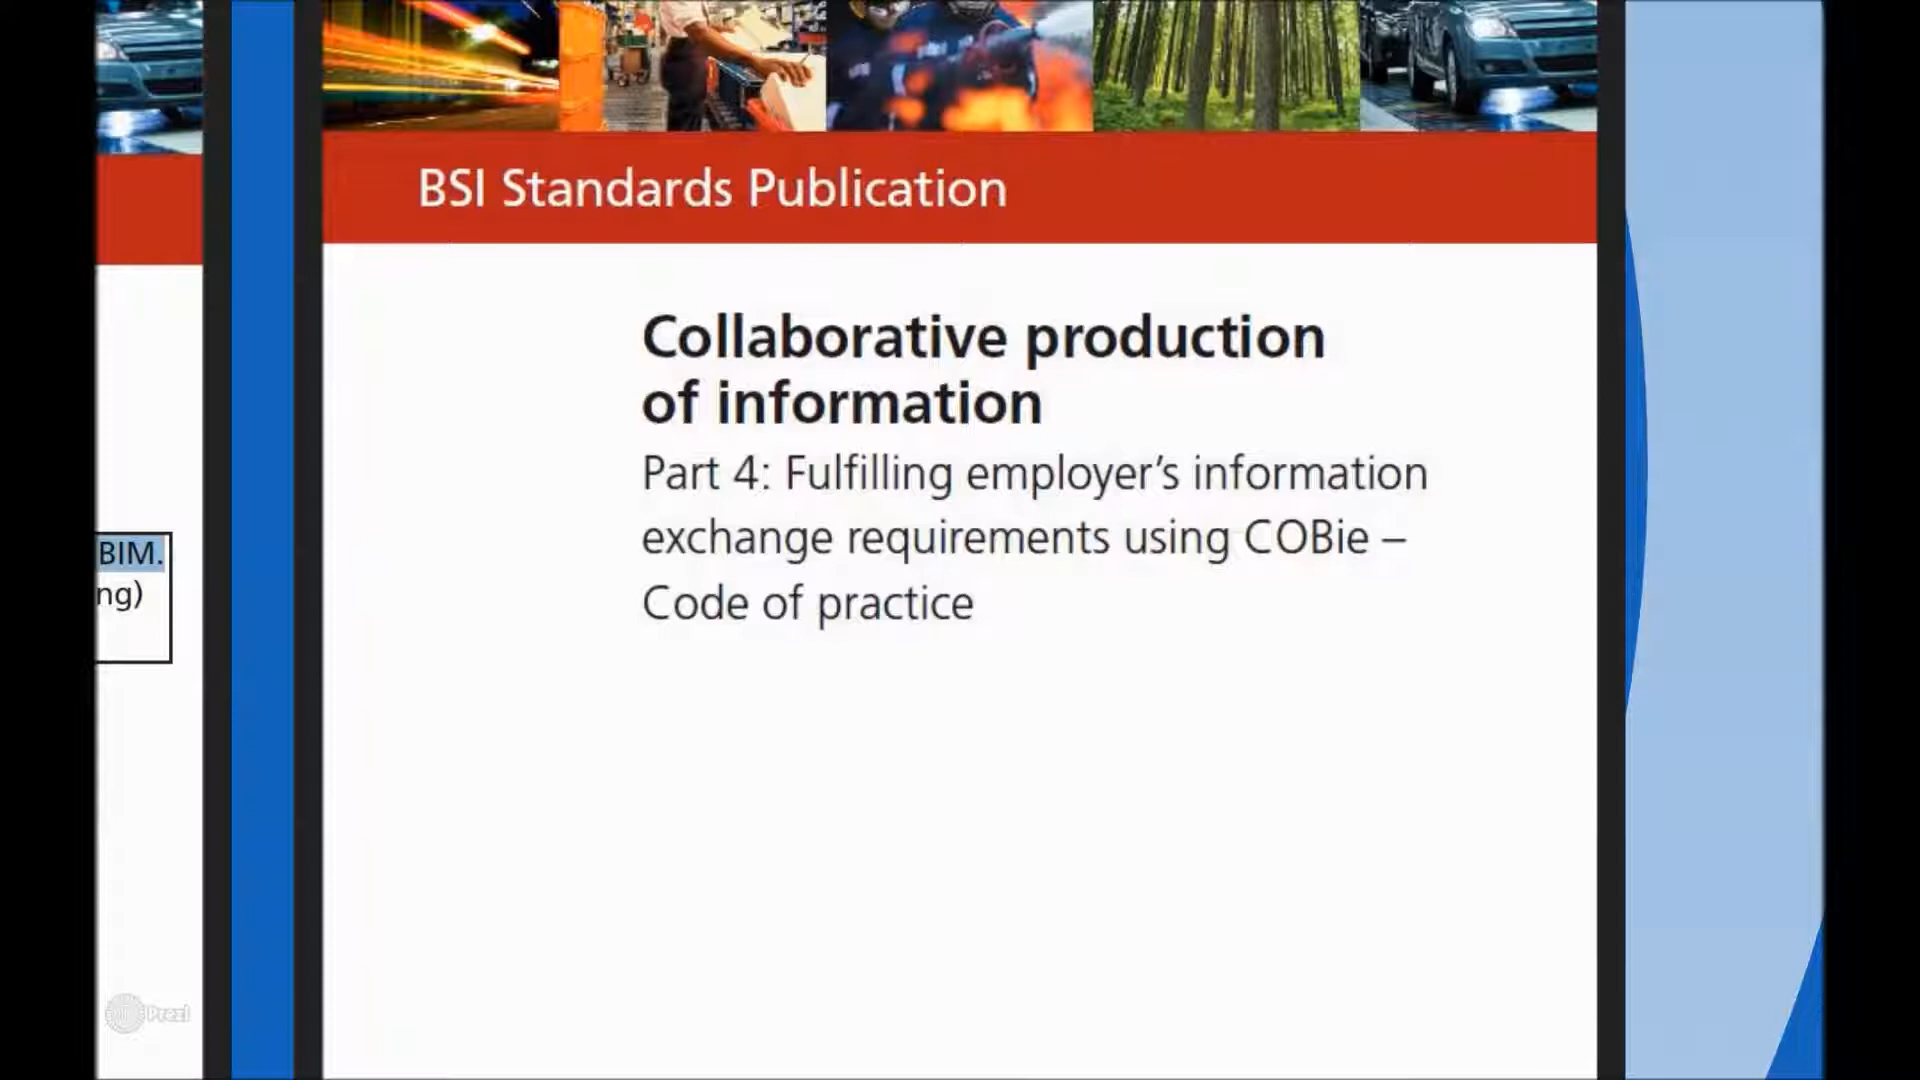 BSI Standards Publication
Collaborative production
of information
Part 4: Fulfilling employer’s information
exchange requirements using COBie –
Code of practice
BIM.
ng)
Prezi